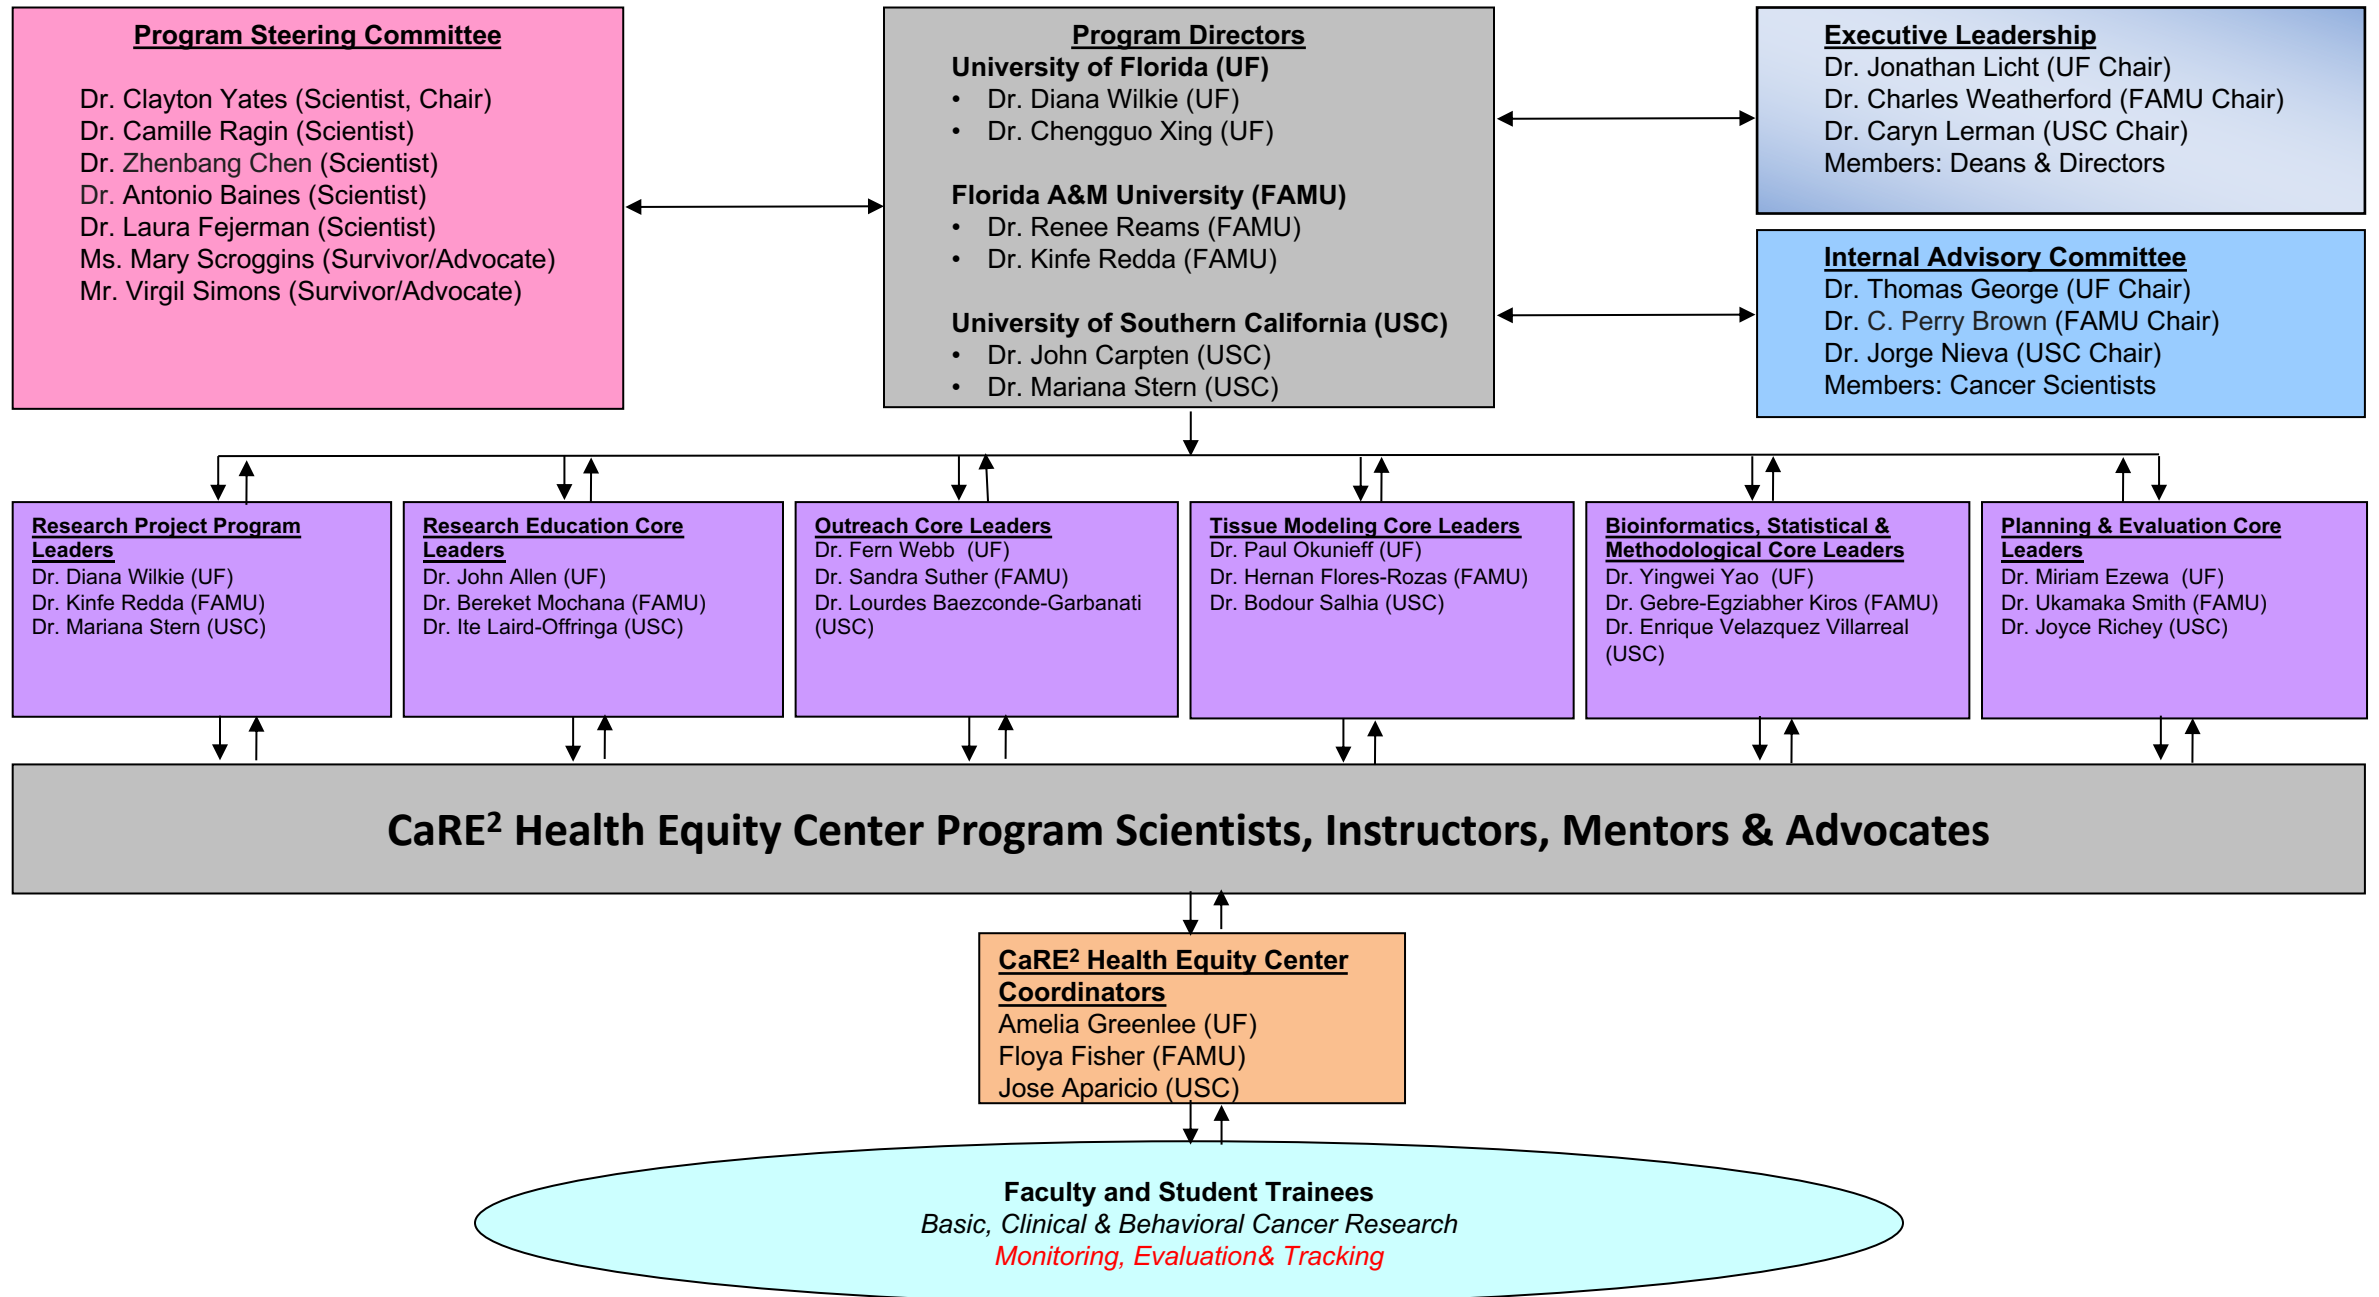 Program Steering Committee
Dr. Clayton Yates (Scientist, Chair)
Dr. Camille Ragin (Scientist)
Dr. Zhenbang Chen (Scientist)
Dr. Antonio Baines (Scientist)
Dr. Laura Fejerman (Scientist)
Ms. Mary Scroggins (Survivor/Advocate)
Mr. Virgil Simons (Survivor/Advocate)
Program Directors
University of Florida (UF)
• Dr. Diana Wilkie (UF)
• Dr. Chengguo Xing (UF)
Florida A&M University (FAMU)
• Dr. Renee Reams (FAMU)
• Dr. Kinfe Redda (FAMU)
University of Southern California (USC)
• Dr. John Carpten (USC)
• Dr. Mariana Stern (USC)
Executive Leadership
Dr. Jonathan Licht (UF Chair)
Dr. Charles Weatherford (FAMU Chair)
Dr. Caryn Lerman (USC Chair)
Members: Deans & Directors
Internal Advisory Committee
Dr. Thomas George (UF Chair)
Dr. C. Perry Brown (FAMU Chair)
Dr. Jorge Nieva (USC Chair)
Members: Cancer Scientists
Research Project Program
Leaders
Dr. Diana Wilkie (UF)
Dr. Kinfe Redda (FAMU)
Dr. Mariana Stern (USC)
Research Education Core
Leaders
Dr. John Allen (UF)
Dr. Bereket Mochana (FAMU)
Dr. Ite Laird-Offringa (USC)
Outreach Core Leaders
Dr. Fern Webb (UF)
Dr. Sandra Suther (FAMU)
Dr. Lourdes Baezconde-Garbanati
(USC)
Tissue Modeling Core Leaders
Dr. Paul Okunieff (UF)
Dr. Hernan Flores-Rozas (FAMU)
Dr. Bodour Salhia (USC)
Bioinformatics, Statistical &
Methodological Core Leaders
Dr. Yingwei Yao (UF)
Dr. Gebre-Egziabher Kiros (FAMU)
Dr. Enrique Velazquez Villarreal
(USC)
Planning & Evaluation Core
Leaders
Dr. Miriam Ezewa (UF)
Dr. Ukamaka Smith (FAMU)
Dr. Joyce Richey (USC)
CaRE² Health Equity Center Program Scientists, Instructors, Mentors & Advocates
CaRE² Health Equity Center
Coordinators
Amelia Greenlee (UF)
Floya Fisher (FAMU)
Jose Aparicio (USC)
Faculty and Student Trainees
Basic, Clinical & Behavioral Cancer Research
Monitoring, Evaluation& Tracking